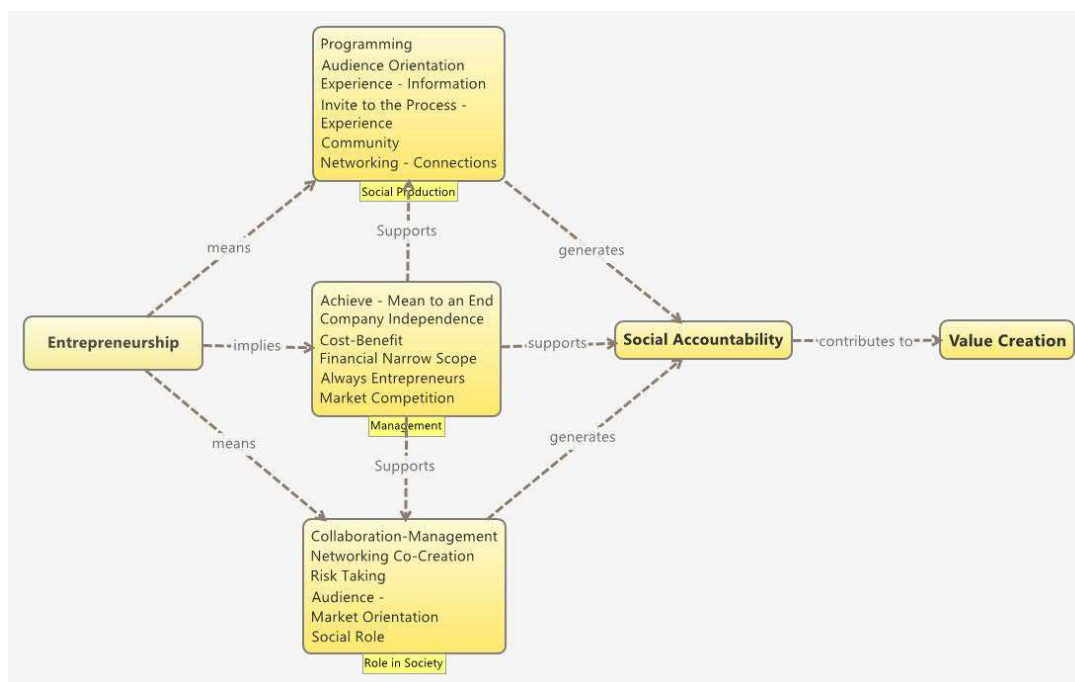 Programming
Audience Orientation
Experience - Information
Invite to the Process -
Experience
Community
Networking - Connections
Social Production
means
Supports
generates
Entrepreneurship
implies
Achieve - Mean to an End
Company Independence
Cost-Benefit
Financial Narrow Scope
Always Entrepreneurs
Market Competition
Management
supports
Social Accountability
contributes to
Value Creation
means
Supports
generates
Collaboration-Management
Networking Co-Creation
Risk Taking
Audience -
Market Orientation
Social Role
Role in Society